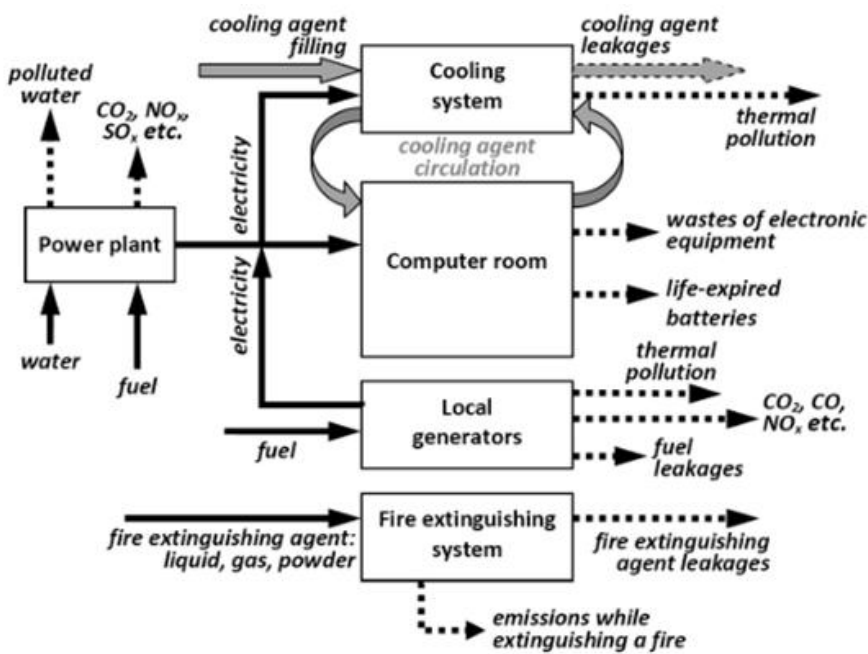 cooling agent
filling
cooling agent
leakages
Cooling
system
polluted
water
CO₂, NOₓ,
SOₓ etc.
thermal
pollution
electricity
cooling agent
circulation
Power plant
wastes of electronic
equipment
Computer room
electricity
life-expired
batteries
water
fuel
thermal
pollution
Local
generators
CO₂, CO,
NOₓ etc.
fuel
fuel
leakages
Fire extinguishing
system
fire extinguishing agent:
liquid, gas, powder
fire extinguishing
agent leakages
emissions while
extinguishing a fire